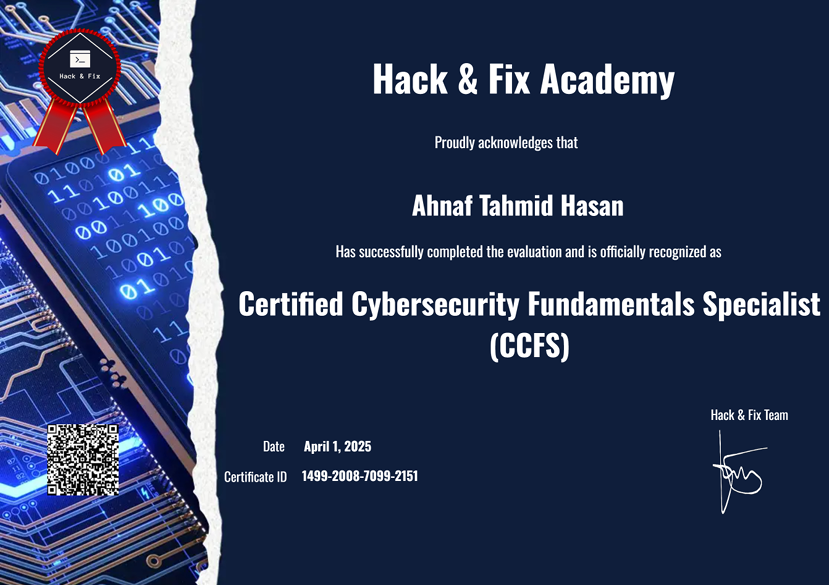 Hack & Fix
Hack & Fix Academy
Proudly acknowledges that
Ahnaf Tahmid Hasan
Has successfully completed the evaluation and is officially recognized as
Certified Cybersecurity Fundamentals Specialist
(CCFS)
Hack & Fix Team
Date April 1, 2025
Certificate ID 1499-2008-7099-2151